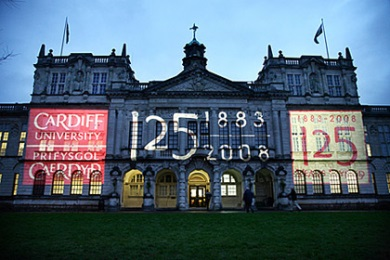 CARDIFF
UNIVERSITY
PRIFYSGOL
CAERDYDD
125 1883
2008
1883-2008
125